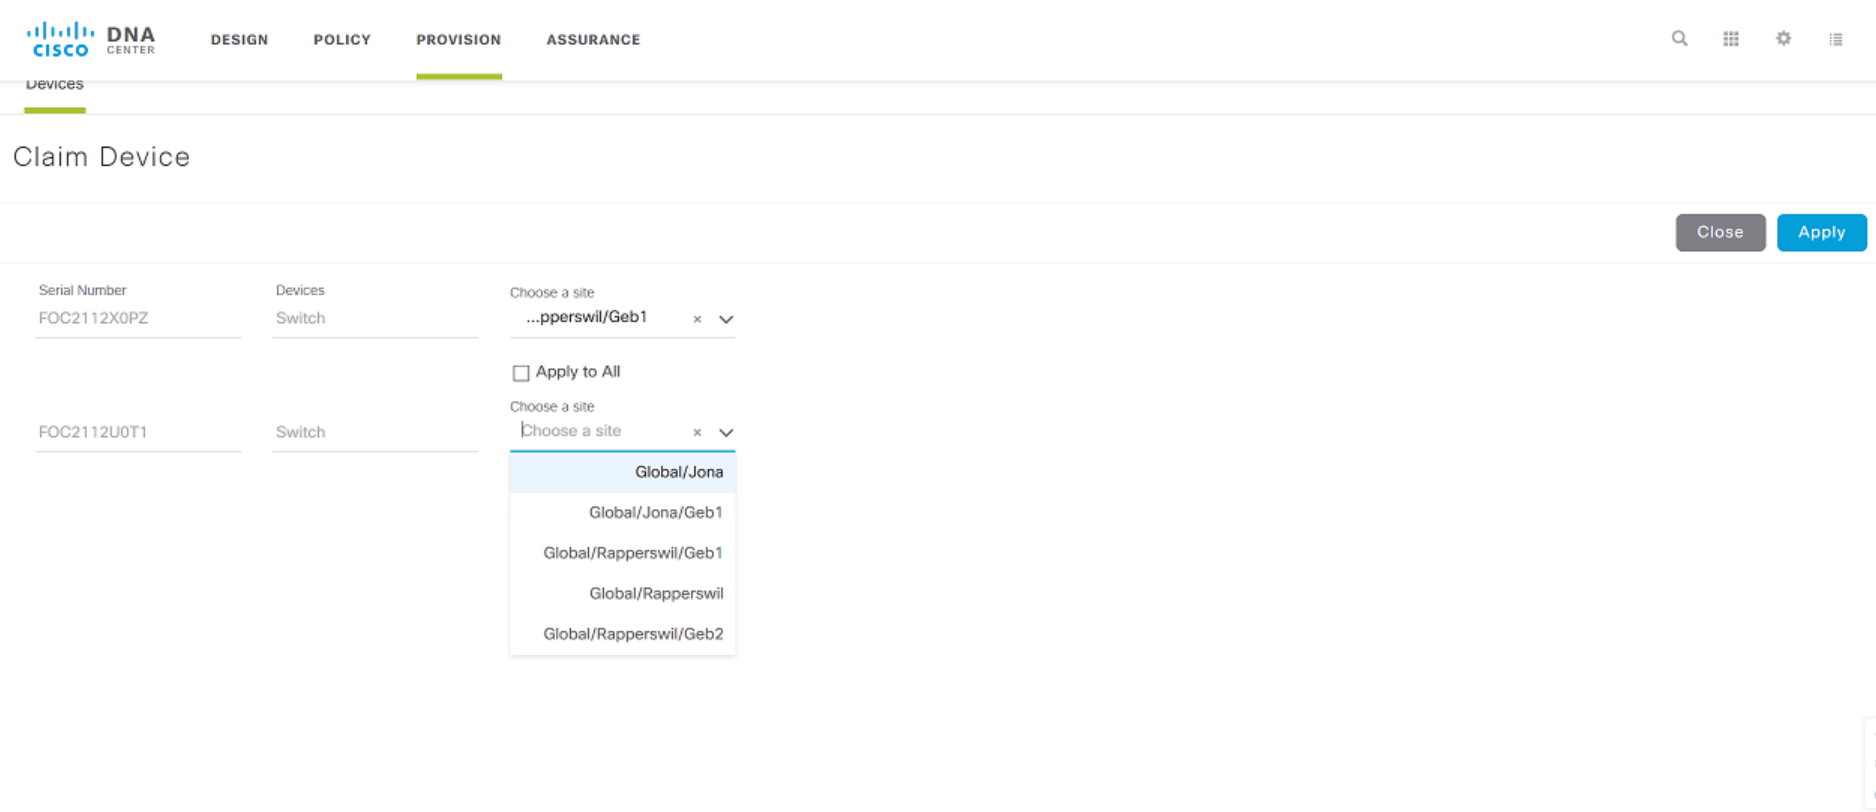 CISCO DNA CENTER DESIGN POLICY PROVISION ASSURANCE
Devices
Claim Device
Close Apply
Serial Number Devices Choose a site
FOC2112X0PZ Switch ...pperswil/Geb1 ×
Apply to All
Choose a site
FOC2112U0T1 Switch Choose a site ×
Global/Jona
Global/Jona/Geb1
Global/Rapperswil/Geb1
Global/Rapperswil
Global/Rapperswil/Geb2